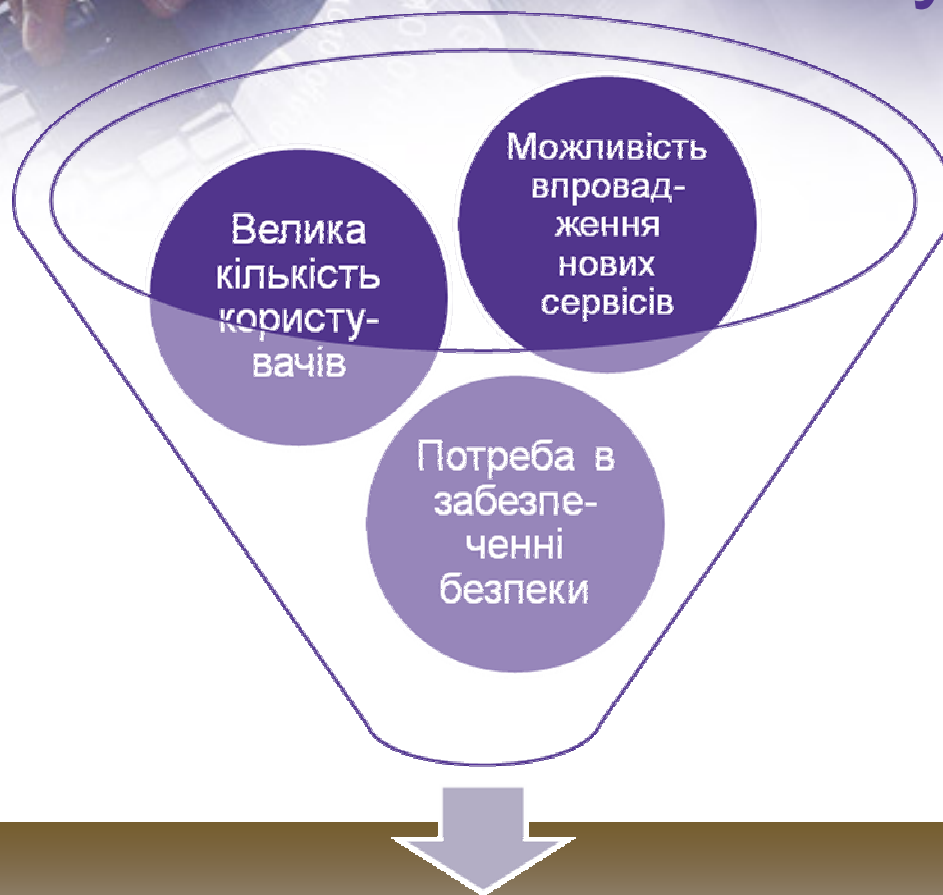 Велика
кількість
користу-
вачів
Можливість
впровад-
ження
нових
сервісів
Потреба в
забезпе-
ченні
безпеки